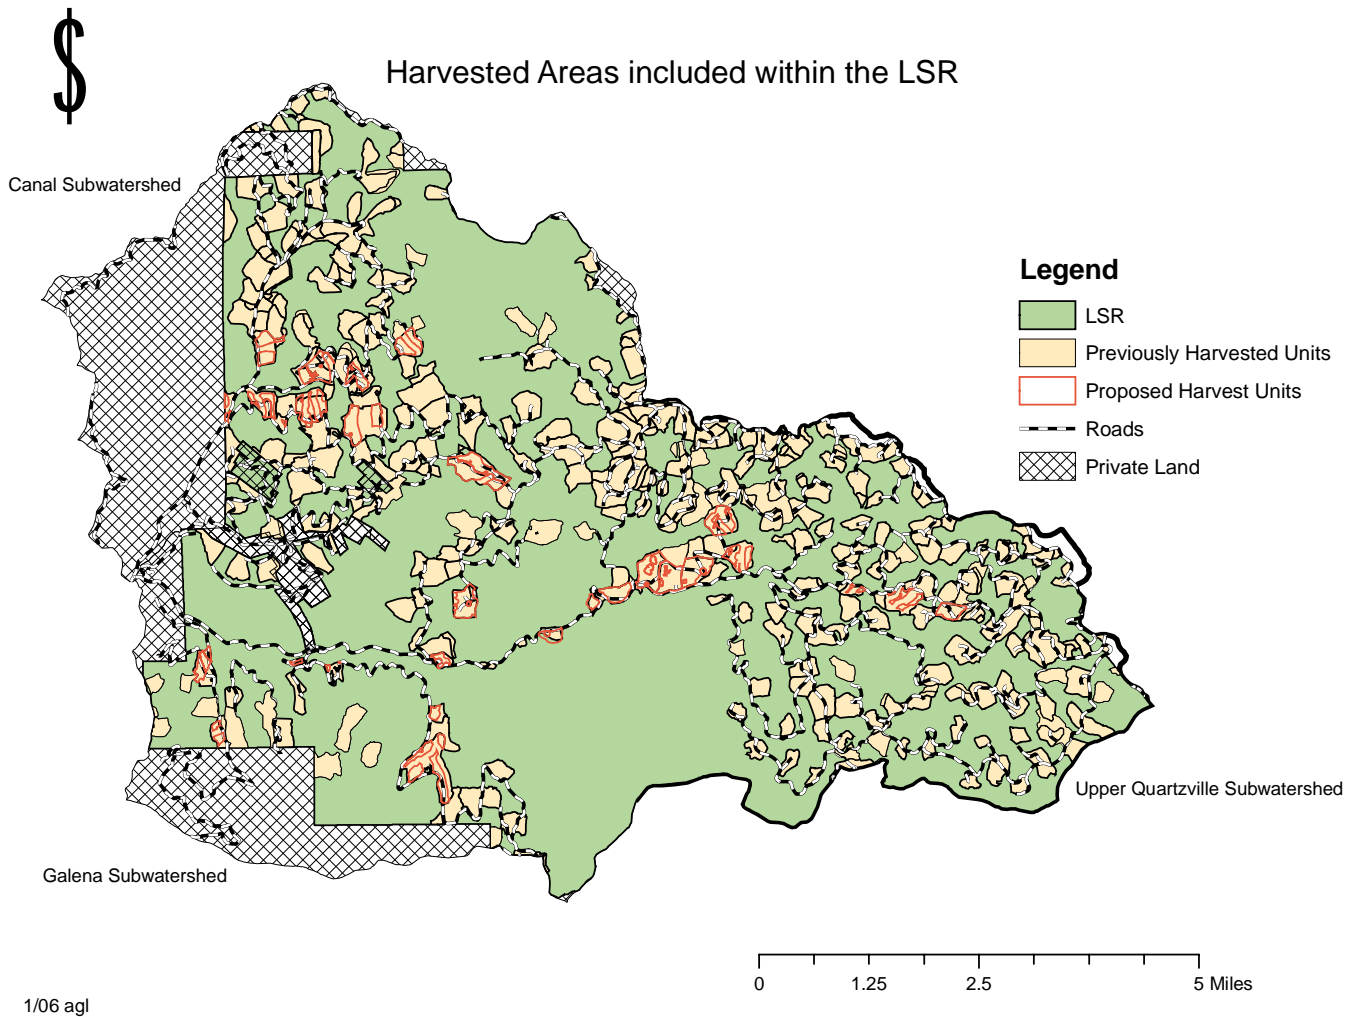 $
Harvested Areas included within the LSR
Canal Subwatershed
Legend
LSR
Previously Harvested Units
Proposed Harvest Units
Roads
Private Land
Upper Quartzville Subwatershed
Galena Subwatershed
0 1.25 2.5 5 Miles
1/06 agl